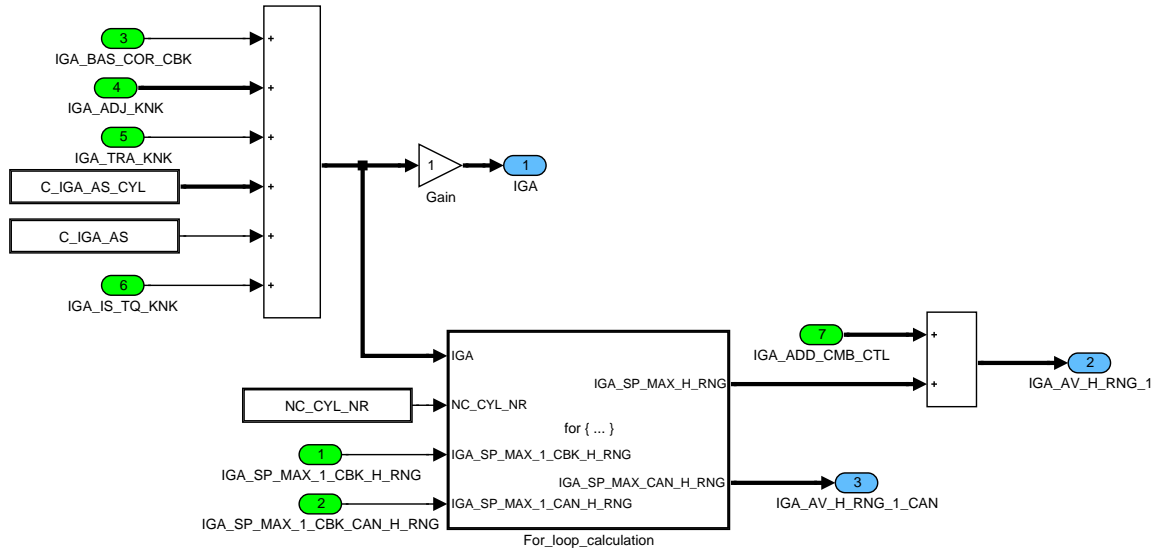 3
+
IGA_BAS_COR_CBK
4
+
IGA_ADJ_KNK
5
+
IGA_TRA_KNK
C_IGA_AS_CYL
+
C_IGA_AS
+
6
+
IGA_IS_TQ_KNK
1
Gain
1
IGA
IGA
NC_CYL_NR
NC_CYL_NR
1
IGA_SP_MAX_1_CBK_H_RNG
2
IGA_SP_MAX_1_CBK_CAN_H_RNG
IGA_SP_MAX_H_RNG
for { ... }
IGA_SP_MAX_1_CBK_H_RNG
IGA_SP_MAX_CAN_H_RNG
IGA_SP_MAX_1_CAN_H_RNG
For_loop_calculation
7
IGA_ADD_CMB_CTL
+
+
2
IGA_AV_H_RNG_1
3
IGA_AV_H_RNG_1_CAN